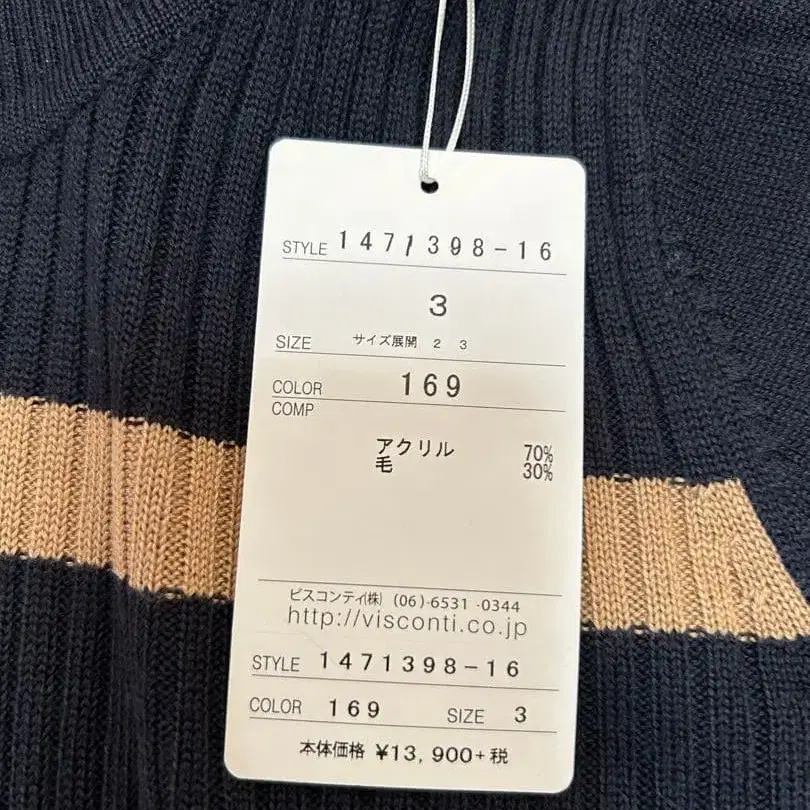 STYLE 1471398-16
3
SIZE サイズ展開 2 3
COLOR 169
COMP
アクリル 70%
毛 30%
ビスコンティ(株) (06)-6531-0344
http://visconti.co.jp
STYLE 1471398-16
COLOR 169 SIZE 3
本体価格 ¥13,900+税